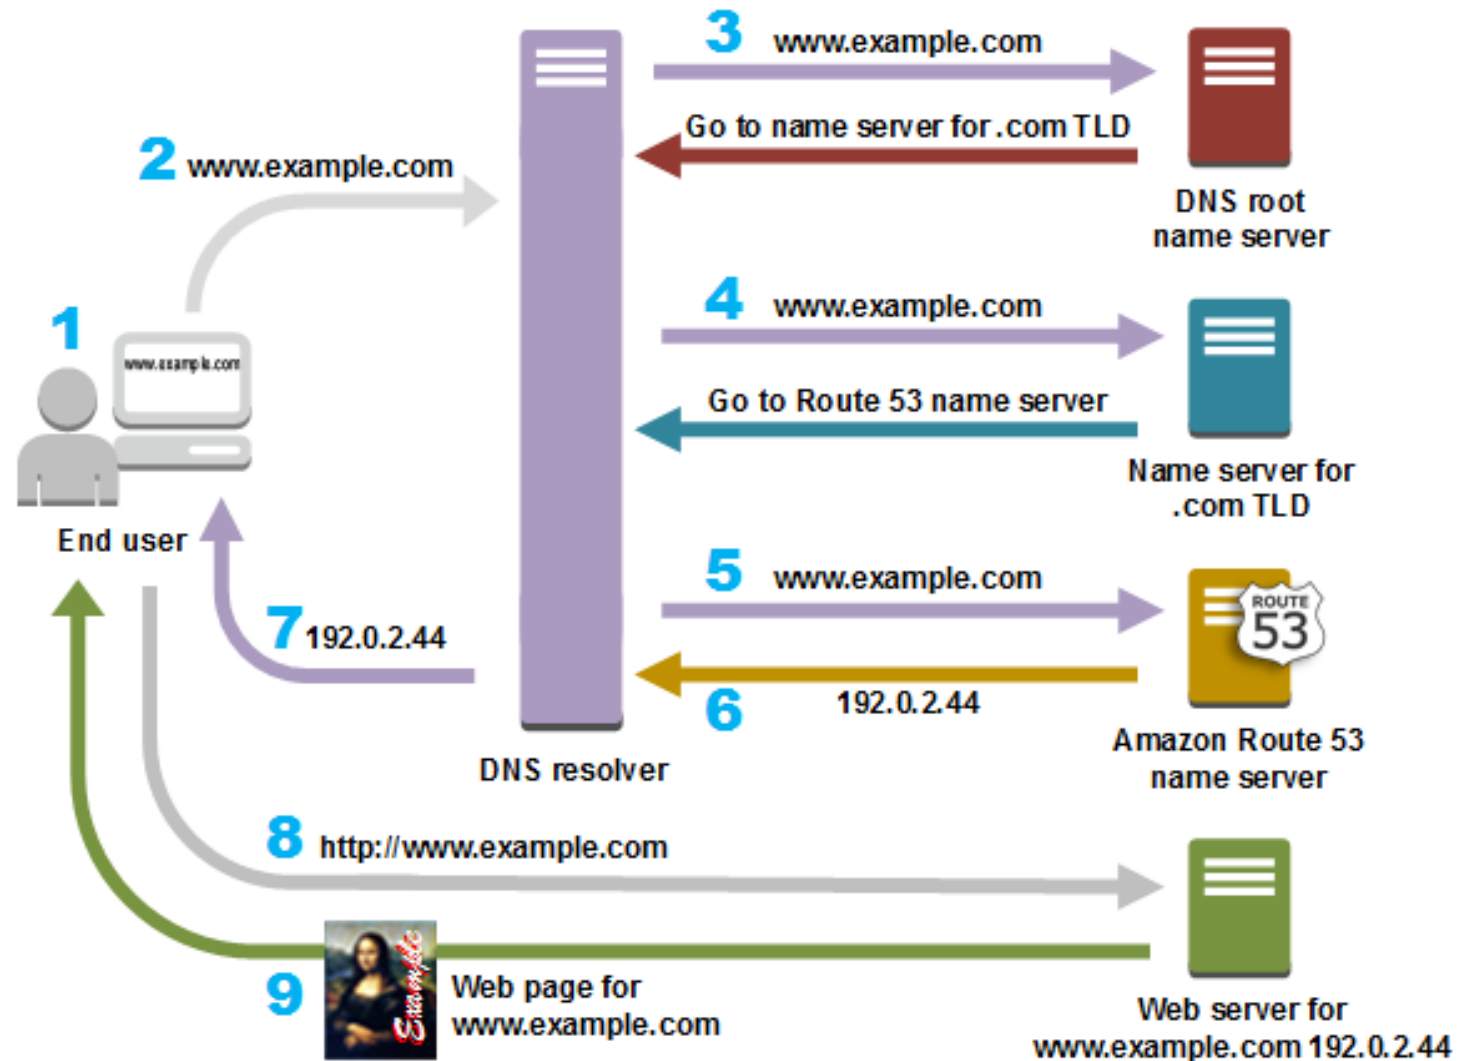 3 www.example.com
Go to name server for .com TLD
DNS root
name server
2 www.example.com
1
www.example.com
End user
4 www.example.com
Go to Route 53 name server
Name server for
.com TLD
5 www.example.com
ROUTE
53
6 192.0.2.44
Amazon Route 53
name server
7 192.0.2.44
DNS resolver
8 http://www.example.com
9
Example
Web page for
www.example.com
Web server for
www.example.com 192.0.2.44